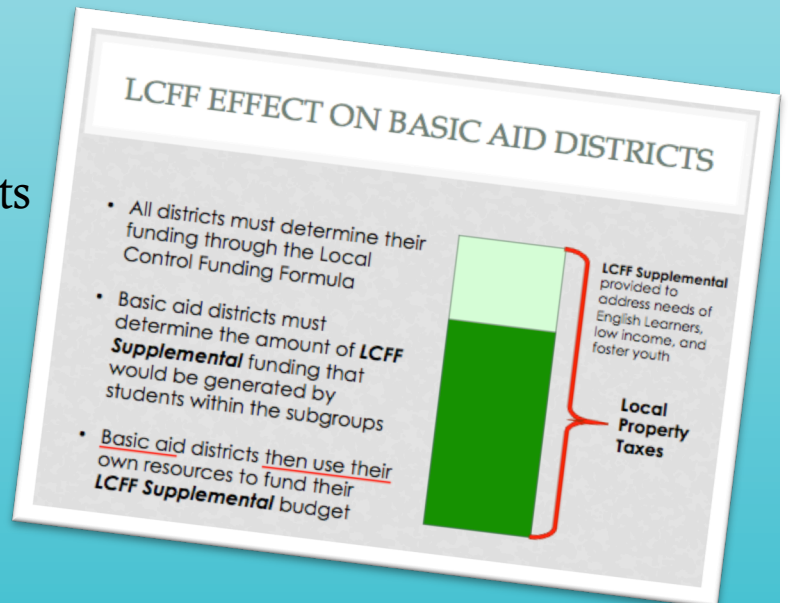 ts
LCFF EFFECT ON BASIC AID DISTRICTS
• All districts must determine their
funding through the Local
Control Funding Formula
• Basic aid districts must
determine the amount of LCFF
Supplemental funding that
would be generated by
students within the subgroups
• Basic aid districts then use their
own resources to fund their
LCFF Supplemental budget
LCFF Supplemental
provided to
address needs of
English Learners,
low income, and
foster youth
Local
Property
Taxes